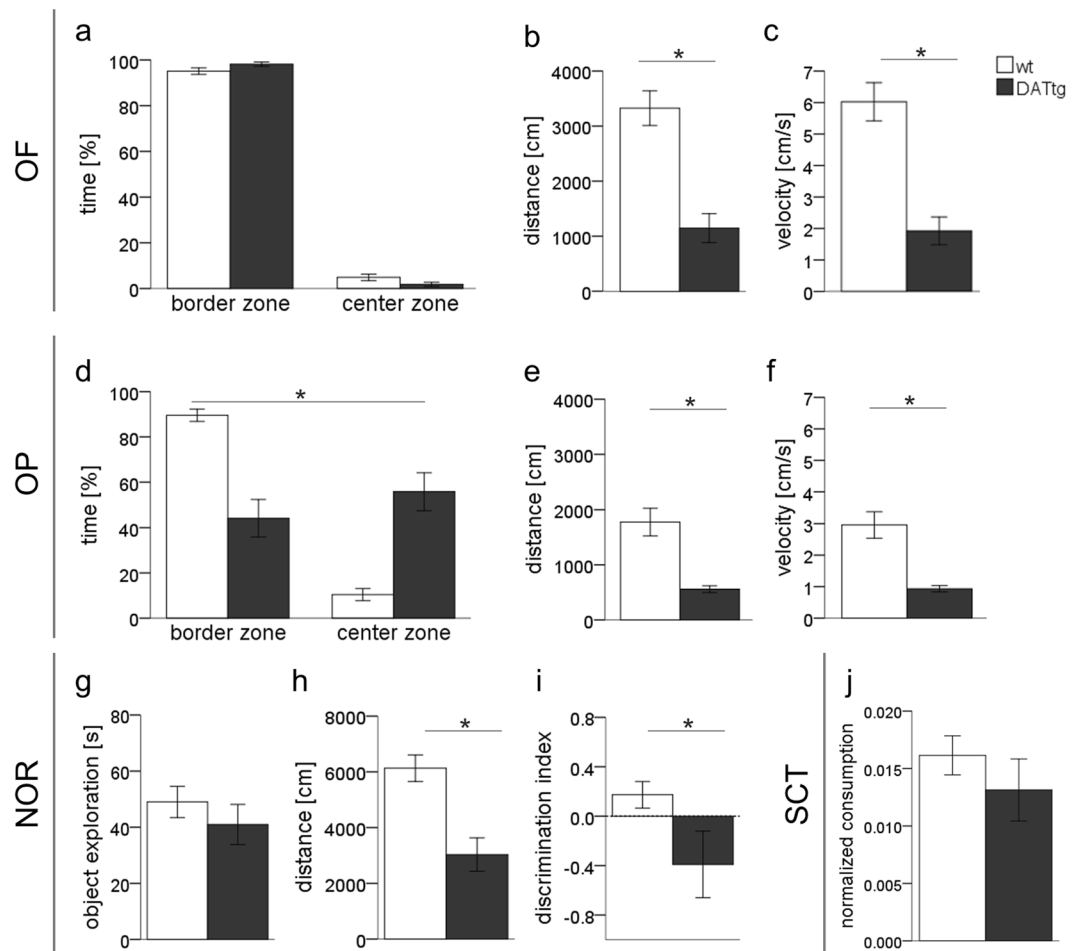 OF
a
time [%]
100
80
60
40
20
0
border zone
center zone
b
*
distance [cm]
4000
3000
2000
1000
0
c
*
velocity [cm/s]
7
6
5
4
3
2
1
0
wt
DATtg
OP
d
*
time [%]
100
80
60
40
20
0
border zone
center zone
e
*
distance [cm]
4000
3000
2000
1000
0
f
*
velocity [cm/s]
7
6
5
4
3
2
1
0
NOR
g
object exploration [s]
80
60
40
20
0
h
*
distance [cm]
8000
6000
4000
2000
0
i
*
discrimination index
0.8
0.4
0.0
-0.4
-0.8
SCT
j
normalized consumption
0.020
0.015
0.010
0.005
0.000